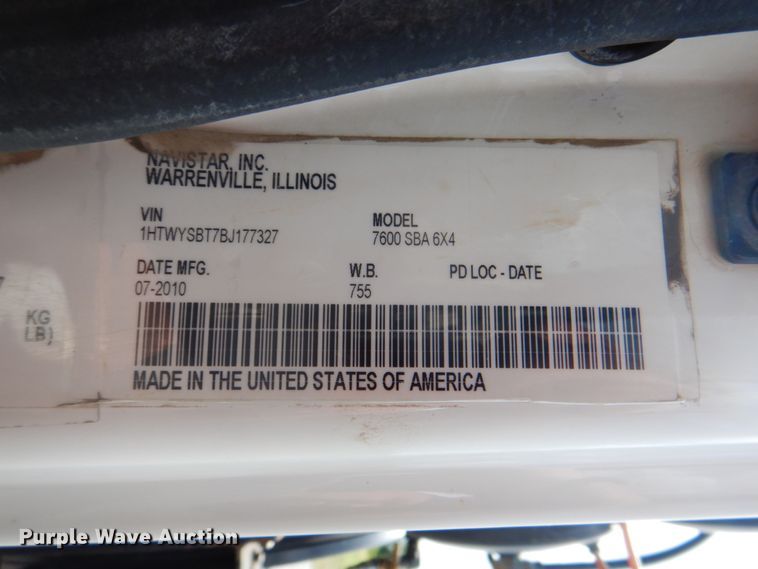 NAVISTAR, INC.
WARRENVILLE, ILLINOIS
VIN MODEL
1HTWYSBT7BJ177327 7600 SBA 6X4
DATE MFG. W.B. PD LOC - DATE
07-2010 755
KG
LB)
MADE IN THE UNITED STATES OF AMERICA
Purple Wave Auction